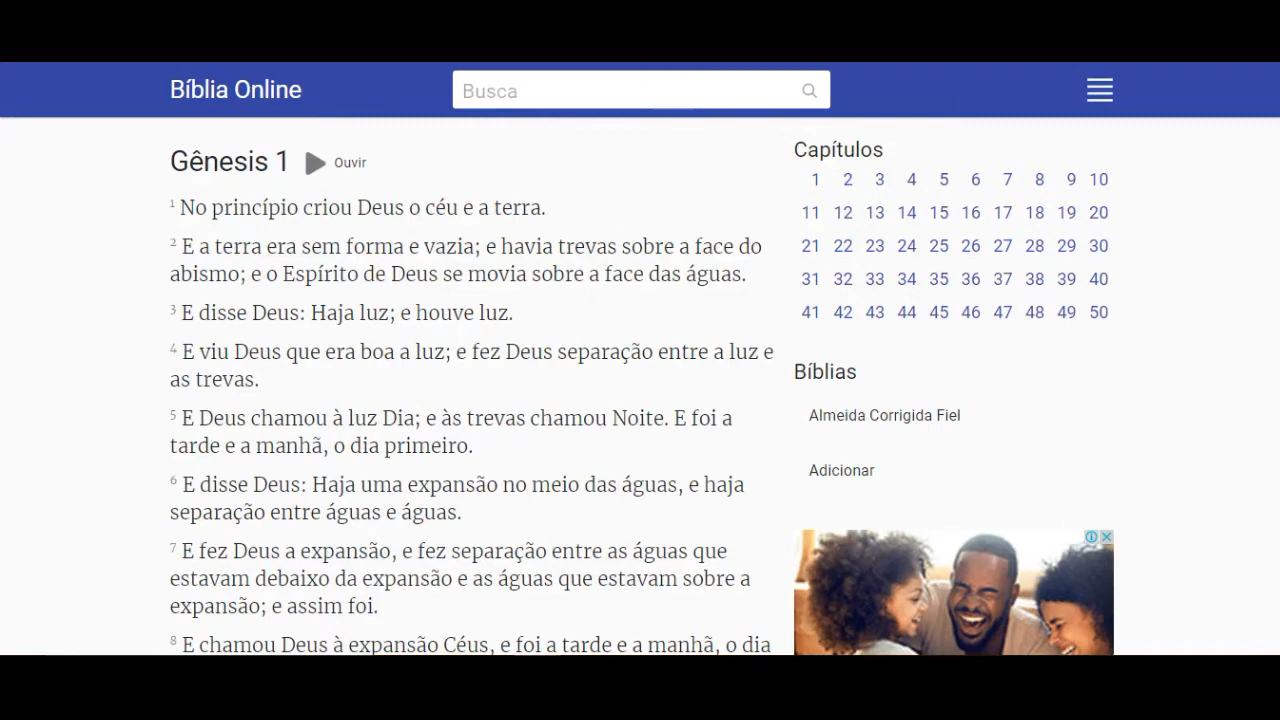 Bíblia Online
Busca
Gênesis 1
Ouvir
1 No princípio criou Deus o céu e a terra.
2 E a terra era sem forma e vazia; e havia trevas sobre a face do
abismo; e o Espírito de Deus se movia sobre a face das águas.
3 E disse Deus: Haja luz; e houve luz.
4 E viu Deus que era boa a luz; e fez Deus separação entre a luz e
as trevas.
5 E Deus chamou à luz Dia; e às trevas chamou Noite. E foi a
tarde e a manhã, o dia primeiro.
6 E disse Deus: Haja uma expansão no meio das águas, e haja
separação entre águas e águas.
7 E fez Deus a expansão, e fez separação entre as águas que
estavam debaixo da expansão e as águas que estavam sobre a
expansão; e assim foi.
8 E chamou Deus à expansão Céus, e foi a tarde e a manhã, o dia
Capítulos
1 2 3 4 5 6 7 8 9 10
11 12 13 14 15 16 17 18 19 20
21 22 23 24 25 26 27 28 29 30
31 32 33 34 35 36 37 38 39 40
41 42 43 44 45 46 47 48 49 50
Bíblias
Almeida Corrigida Fiel
Adicionar